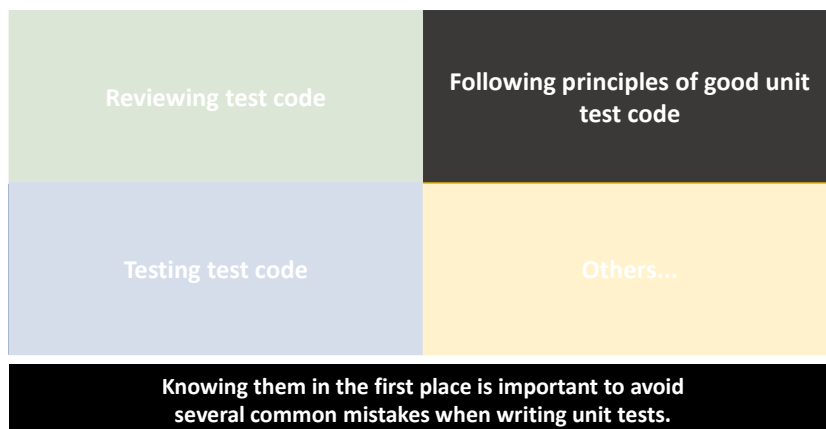 Reviewing test code
Following principles of good unit
test code
Testing test code
Others...
Knowing them in the first place is important to avoid
several common mistakes when writing unit tests.